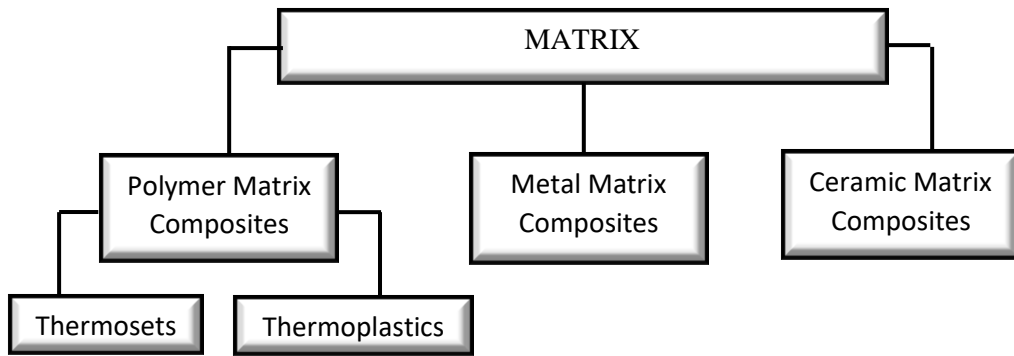 MATRIX
Polymer Matrix
Composites
Metal Matrix
Composites
Ceramic Matrix
Composites
Thermosets
Thermoplastics